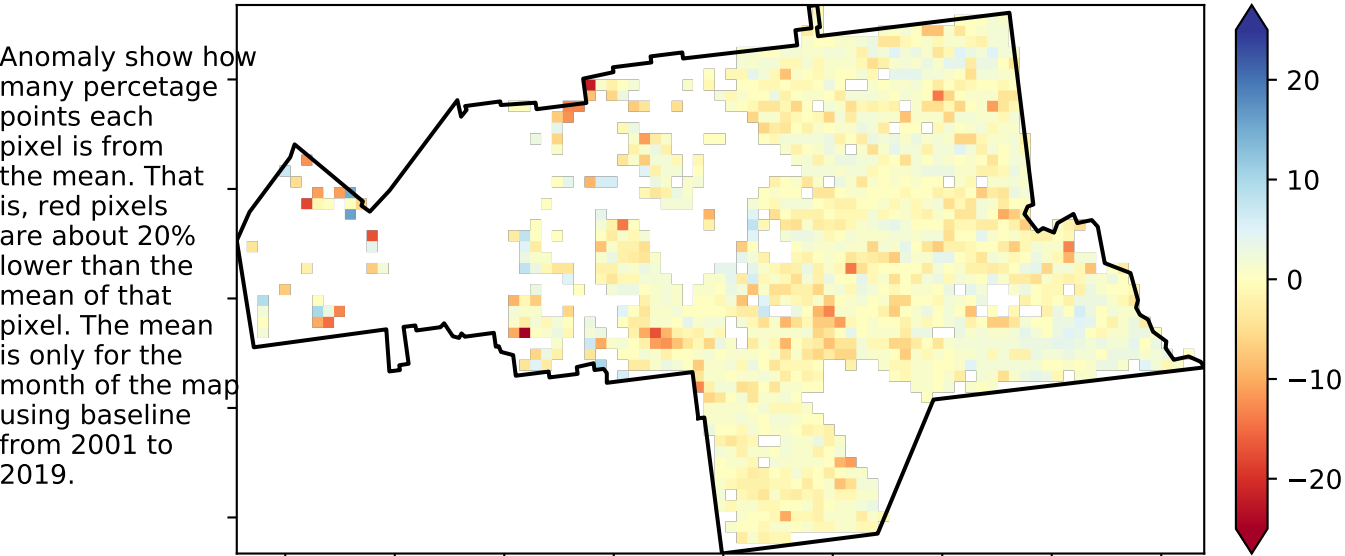 Anomaly show how
many percetage
points each
pixel is from
the mean. That
is, red pixels
are about 20%
lower than the
mean of that
pixel. The mean
is only for the
month of the map
using baseline
from 2001 to
2019.
20
10
0
−10
−20